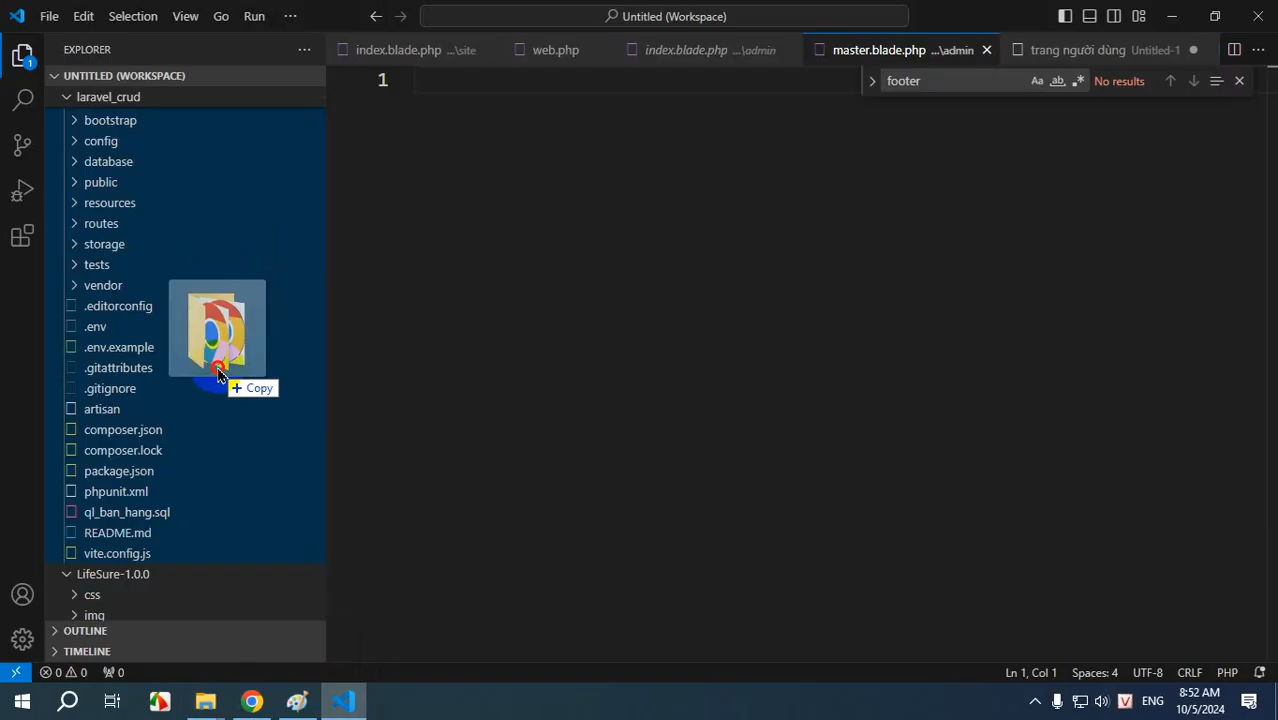 File Edit Selection View Go Run ··· Untitled (Workspace)
EXPLORER ···
index.blade.php ...\site web.php index.blade.php ...\admin master.blade.php ...\admin trang người dùng Untitled-1 ···
UNTITLED (WORKSPACE)
laravel_crud
bootstrap
config
database
public
resources
routes
storage
tests
vendor
.editorconfig
.env
.env.example
.gitattributes
.gitignore
artisan
composer.json
composer.lock
package.json
phpunit.xml
ql_ban_hang.sql
README.md
vite.config.js
LifeSure-1.0.0
css
img
OUTLINE
TIMELINE
1
footer Aa ab No results
+ Copy
1
0 0 0 Ln 1, Col 1 Spaces: 4 UTF-8 CRLF PHP
V ENG 8:52 AM
10/5/2024